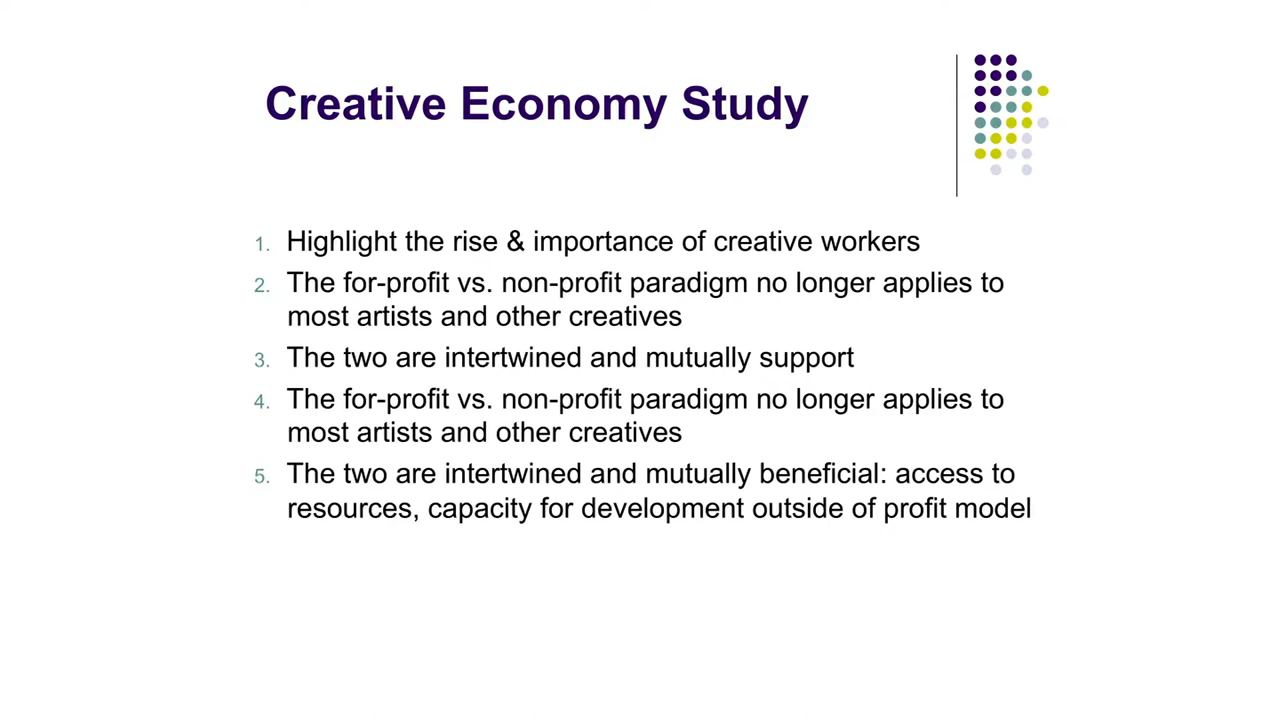 Creative Economy Study
1. Highlight the rise & importance of creative workers
2. The for-profit vs. non-profit paradigm no longer applies to
most artists and other creatives
3. The two are intertwined and mutually support
4. The for-profit vs. non-profit paradigm no longer applies to
most artists and other creatives
5. The two are intertwined and mutually beneficial: access to
resources, capacity for development outside of profit model